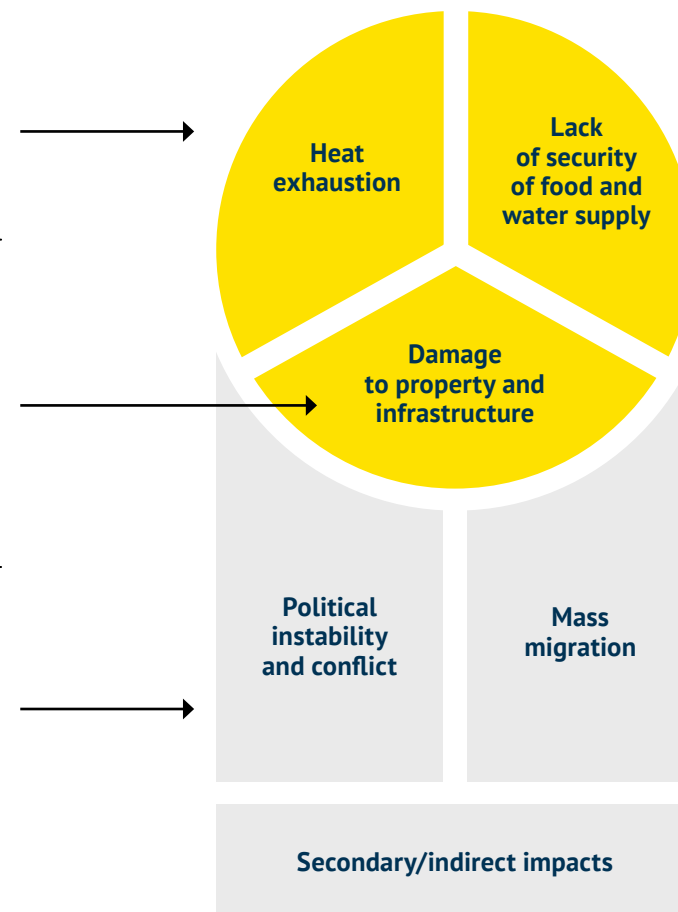 Heat
exhaustion
Lack
of security
of food and
water supply
Damage
to property and
infrastructure
Political
instability
and conflict
Mass
migration
Secondary/indirect impacts